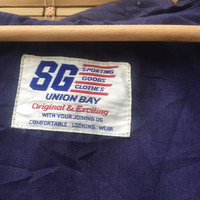 SG SPORTING
GOODS
CLOTHES
UNION BAY
Original & Exciting
WITH YOUR JOINING US
COMFORTABLE LOOKING WEAR